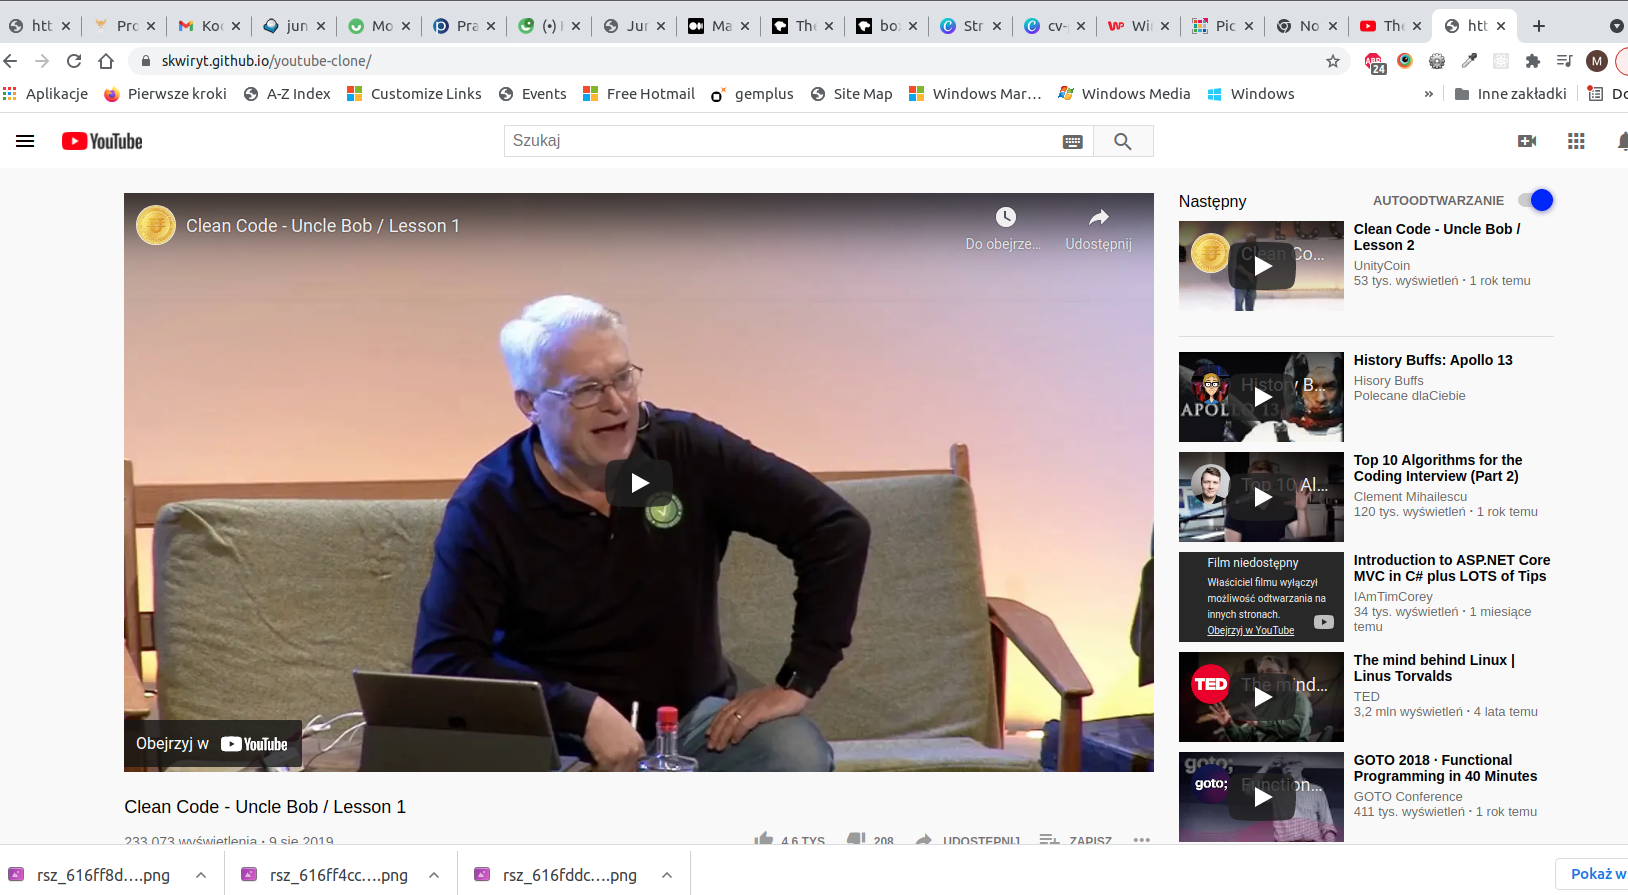 htt
Pro
Koc
jun
Mo
Pra
(•) I
Jur
Ma
The
box
Str
cv-
Wir
Pic
No
The
htt
skwiryt.github.io/youtube-clone/
24
M
Aplikacje
Pierwsze kroki
A-Z Index
Customize Links
Events
Free Hotmail
gemplus
Site Map
Windows Mar…
Windows Media
Windows
»
Inne zakładki
Do
YouTube
Szukaj
Clean Code - Uncle Bob / Lesson 1
Do obejrze…
Udostępnij
Obejrzyj w YouTube
Clean Code - Uncle Bob / Lesson 1
233 073 wyświetlenia • 9 sie 2019
4,6 TYS.
208
UDOSTĘPNIJ
ZAPISZ
Następny
AUTOODTWARZANIE
Clean Co…
Clean Code - Uncle Bob /
Lesson 2
UnityCoin
53 tys. wyświetleń • 1 rok temu
History B…
APOLLO 13
History Buffs: Apollo 13
Hisory Buffs
Polecane dlaCiebie
Top 10 Al…
Top 10 Algorithms for the
Coding Interview (Part 2)
Clement Mihailescu
120 tys. wyświetleń • 1 rok temu
Film niedostępny
Właściciel filmu wyłączył
możliwość odtwarzania na
innych stronach.
Obejrzyj w YouTube
Introduction to ASP.NET Core
MVC in C# plus LOTS of Tips
IAmTimCorey
34 tys. wyświetleń • 1 miesiące
temu
TED
The mind…
The mind behind Linux |
Linus Torvalds
TED
3,2 mln wyświetleń • 4 lata temu
goto;
goto;
Function…
GOTO 2018 · Functional
Programming in 40 Minutes
GOTO Conference
411 tys. wyświetleń • 1 rok temu
rsz_616ff8d….png
rsz_616ff4cc….png
rsz_616fddc….png
Pokaż w